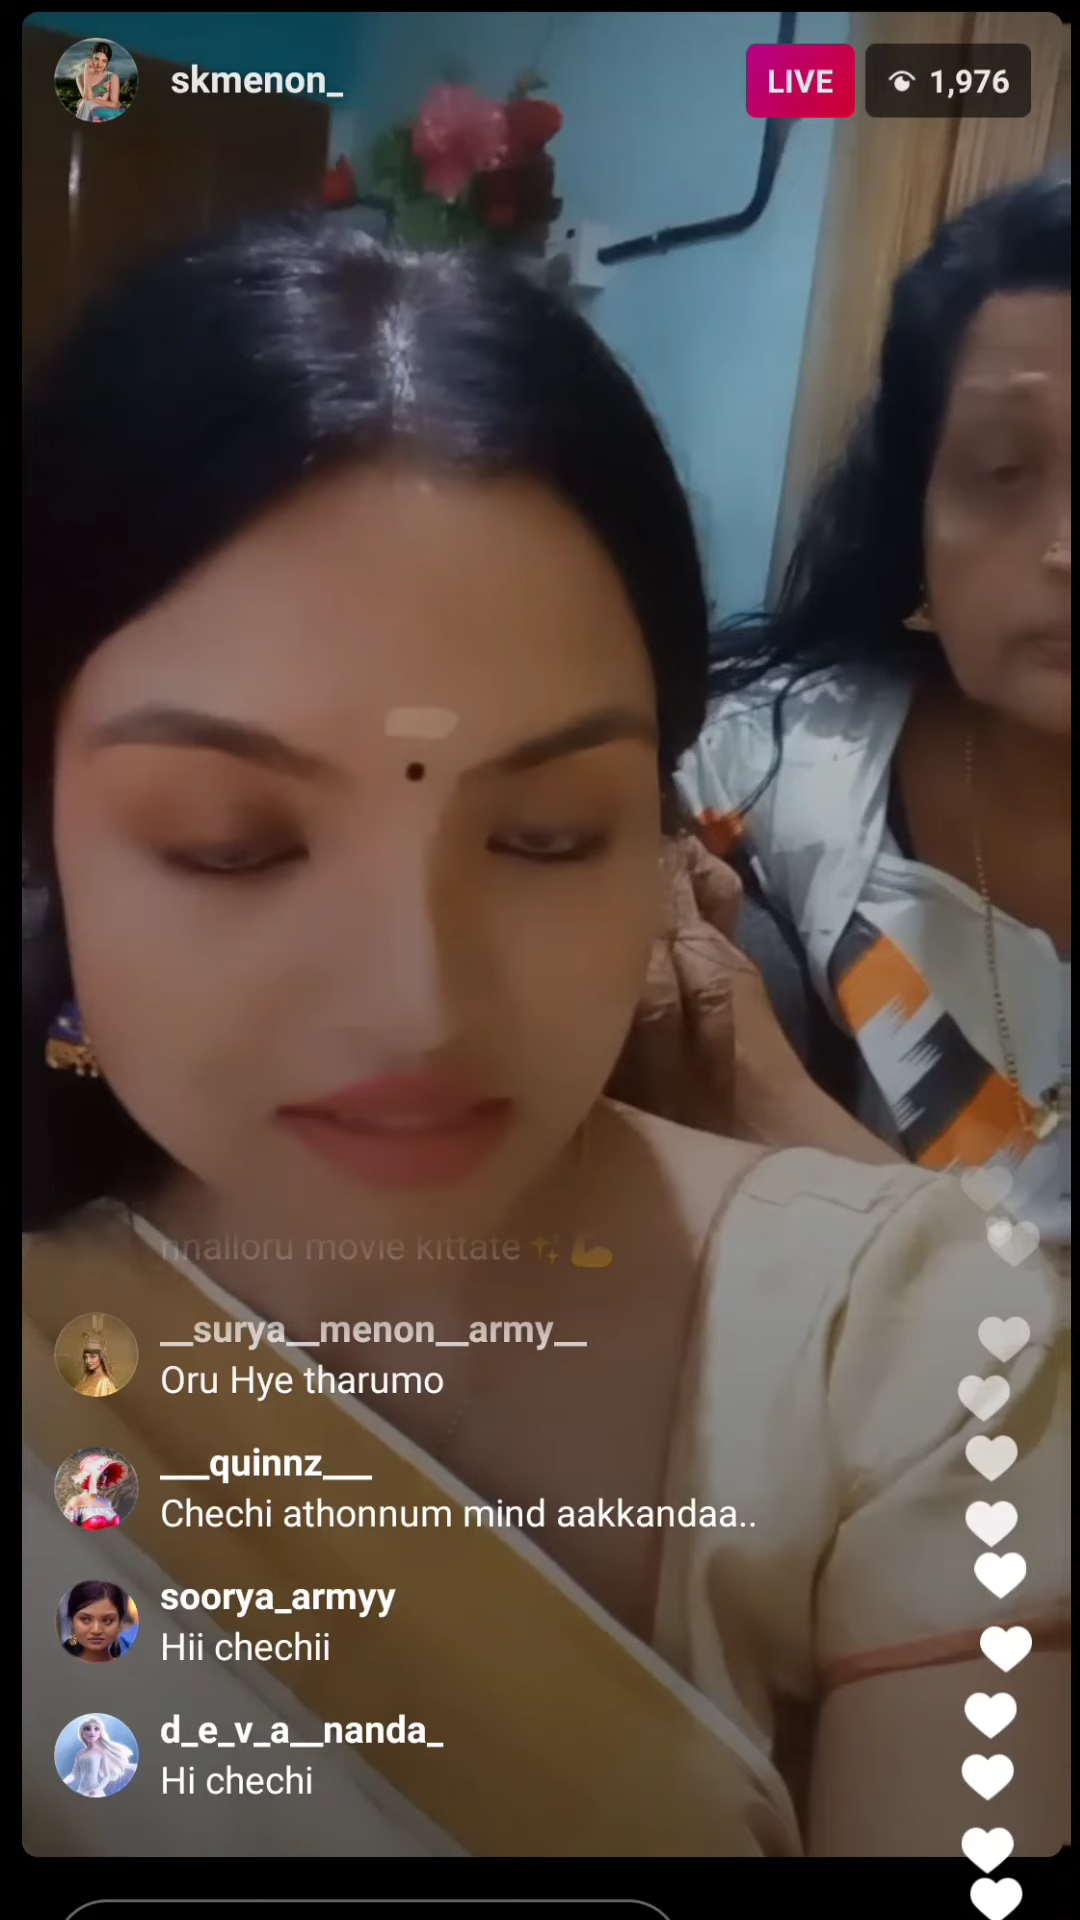 skmenon_
LIVE
1,976
nnalloru movie kittate ✨💪
__surya__menon__army__
Oru Hye tharumo
___quinnz___
Chechi athonnum mind aakkandaa..
soorya_armyy
Hii chechii
d_e_v_a__nanda_
Hi chechi